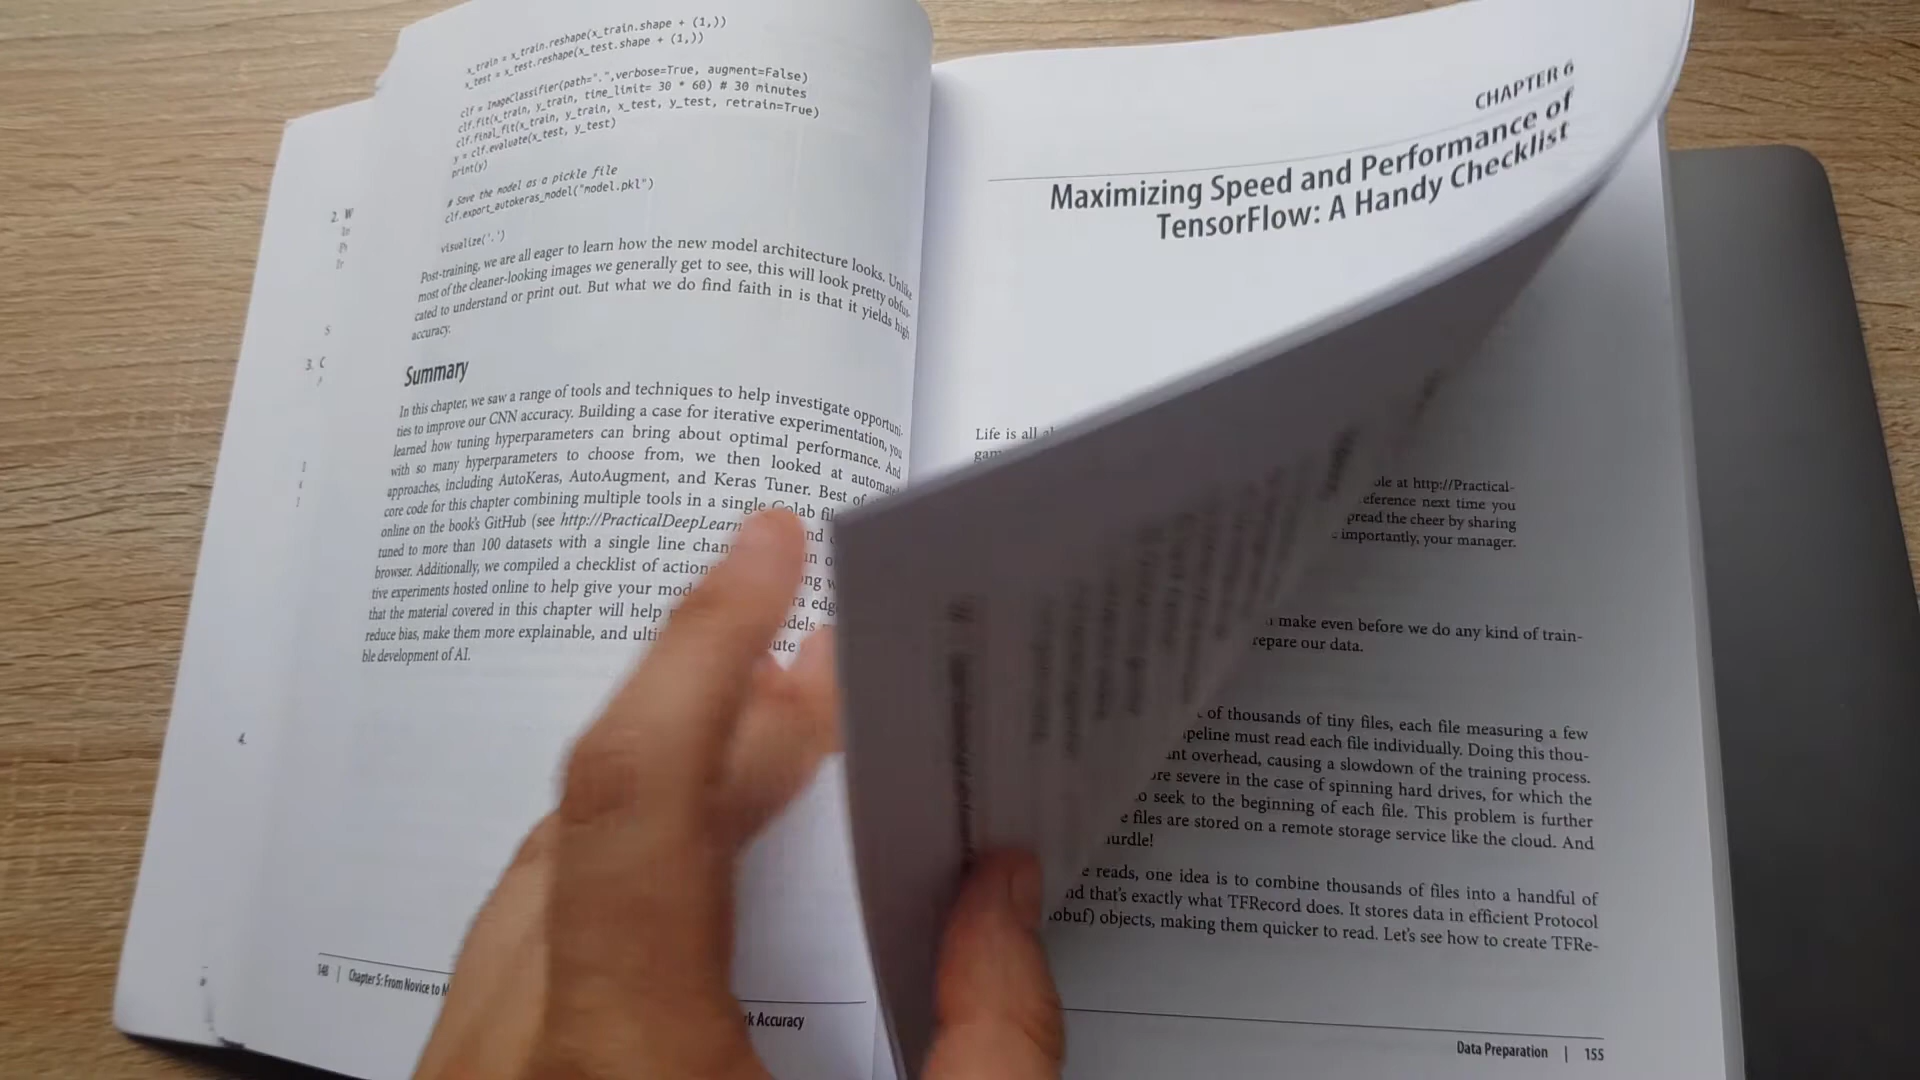 x_train = x_train.reshape(x_train.shape + (1,))
x_test = x_test.reshape(x_test.shape + (1,))
clf = ImageClassifier(path=".",verbose=True, augment=False)
clf.fit(x_train, y_train, time_limit= 30 * 60) # 30 minutes
clf.final_fit(x_train, y_train, x_test, y_test, retrain=True)
y = clf.evaluate(x_test, y_test)
print(y)
# Save the model as a pickle file
clf.export_autokeras_model("model.pkl")
visualize('.')
Post-training, we are all eager to learn how the new model architecture looks. Unlike
most of the cleaner-looking images we generally get to see, this will look pretty obfus-
cated to understand or print out. But what we do find faith in is that it yields high
accuracy.
Summary
In this chapter, we saw a range of tools and techniques to help investigate opportuni-
ties to improve our CNN accuracy. Building a case for iterative experimentation, you
learned how tuning hyperparameters can bring about optimal performance. And
with so many hyperparameters to choose from, we then looked at automated
approaches, including AutoKeras, AutoAugment, and Keras Tuner. Best of
core code for this chapter combining multiple tools in a single Colab
online on the book's GitHub (see http://PracticalDeepLearn
tuned to more than 100 datasets with a single line
browser. Additionally, we compiled a checklist of
tive experiments hosted online to help give your
that the material covered in this chapter will help
reduce bias, make them more explainable, and
ble development of AI.
148 | Chapter 5: From Novice to
Accuracy
2. W
3. C
4.
CHAPTER 6
Maximizing Speed and Performance of
TensorFlow: A Handy Checklist
Life is all
at http://Practical-
eference next time you
pread the cheer by sharing
importantly, your manager.
make even before we do any kind of train-
repare our data.
of thousands of tiny files, each file measuring a few
ipeline must read each file individually. Doing this thou-
overhead, causing a slowdown of the training process.
severe in the case of spinning hard drives, for which the
seek to the beginning of each file. This problem is further
files are stored on a remote storage service like the cloud. And
urdle!
reads, one idea is to combine thousands of files into a handful of
that's exactly what TFRecord does. It stores data in efficient Protocol
obuf) objects, making them quicker to read. Let's see how to create TFRe-
Data Preparation | 155